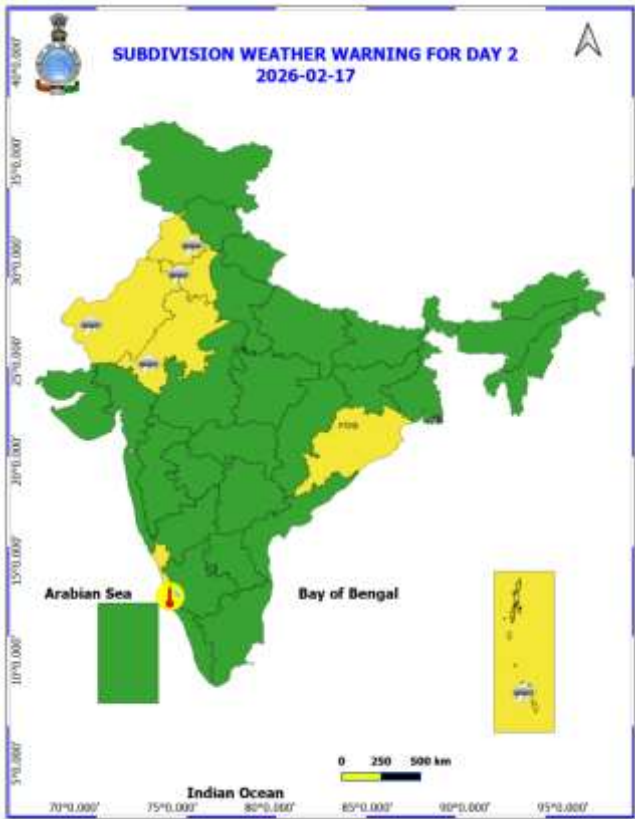 SUBDIVISION WEATHER WARNING FOR DAY 2
2026-02-17
40°0.000'
35°0.000'
30°0.000'
25°0.000'
20°0.000'
15°0.000'
10°0.000'
5°0.000'
FOG
Arabian Sea
Bay of Bengal
0 250 500 km
Indian Ocean
70°0.000' 75°0.000' 80°0.000' 85°0.000' 90°0.000' 95°0.000'